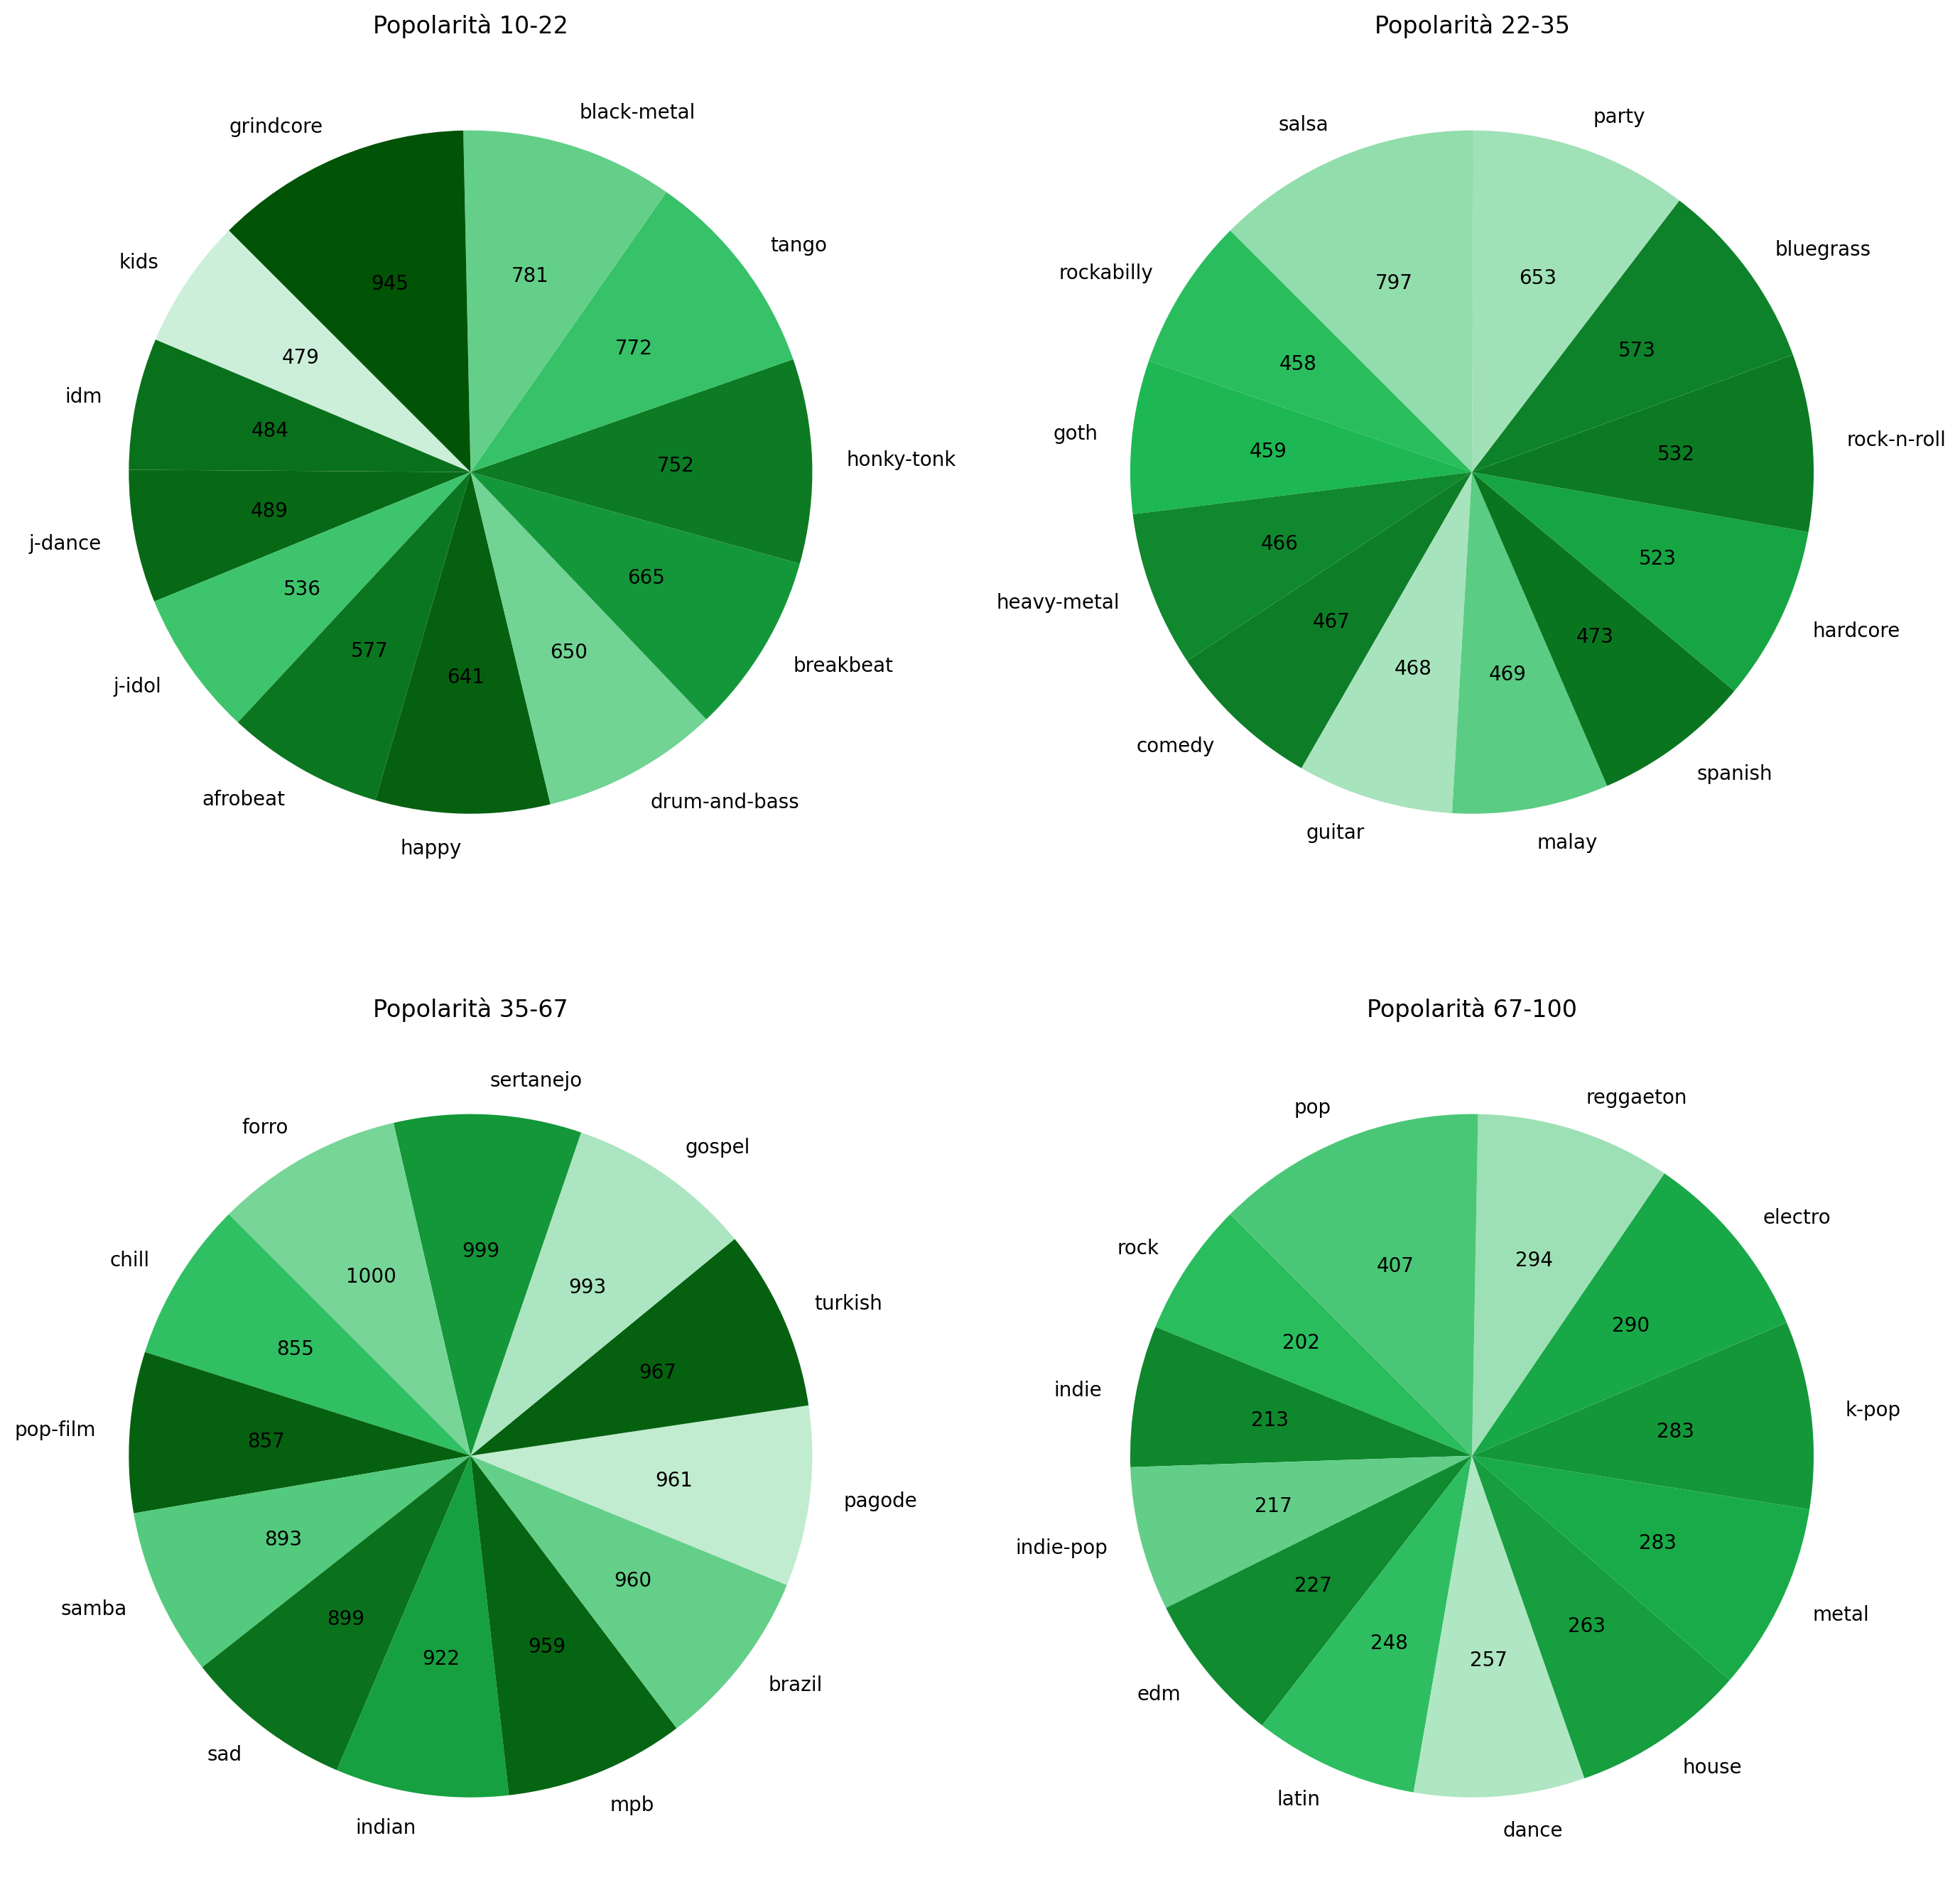 Popolarità 10-22
grindcore
945
black-metal
781
tango
772
honky-tonk
752
breakbeat
665
drum-and-bass
650
happy
641
afrobeat
577
j-idol
536
j-dance
489
idm
484
kids
479
Popolarità 22-35
salsa
797
party
653
bluegrass
573
rock-n-roll
532
hardcore
523
spanish
473
malay
469
guitar
468
comedy
467
heavy-metal
466
goth
459
rockabilly
458
Popolarità 35-67
forro
1000
sertanejo
999
gospel
993
turkish
967
pagode
961
brazil
960
mpb
959
indian
922
sad
899
samba
893
pop-film
857
chill
855
Popolarità 67-100
pop
407
reggaeton
294
electro
290
k-pop
283
metal
283
house
263
dance
257
latin
248
edm
227
indie-pop
217
indie
213
rock
202